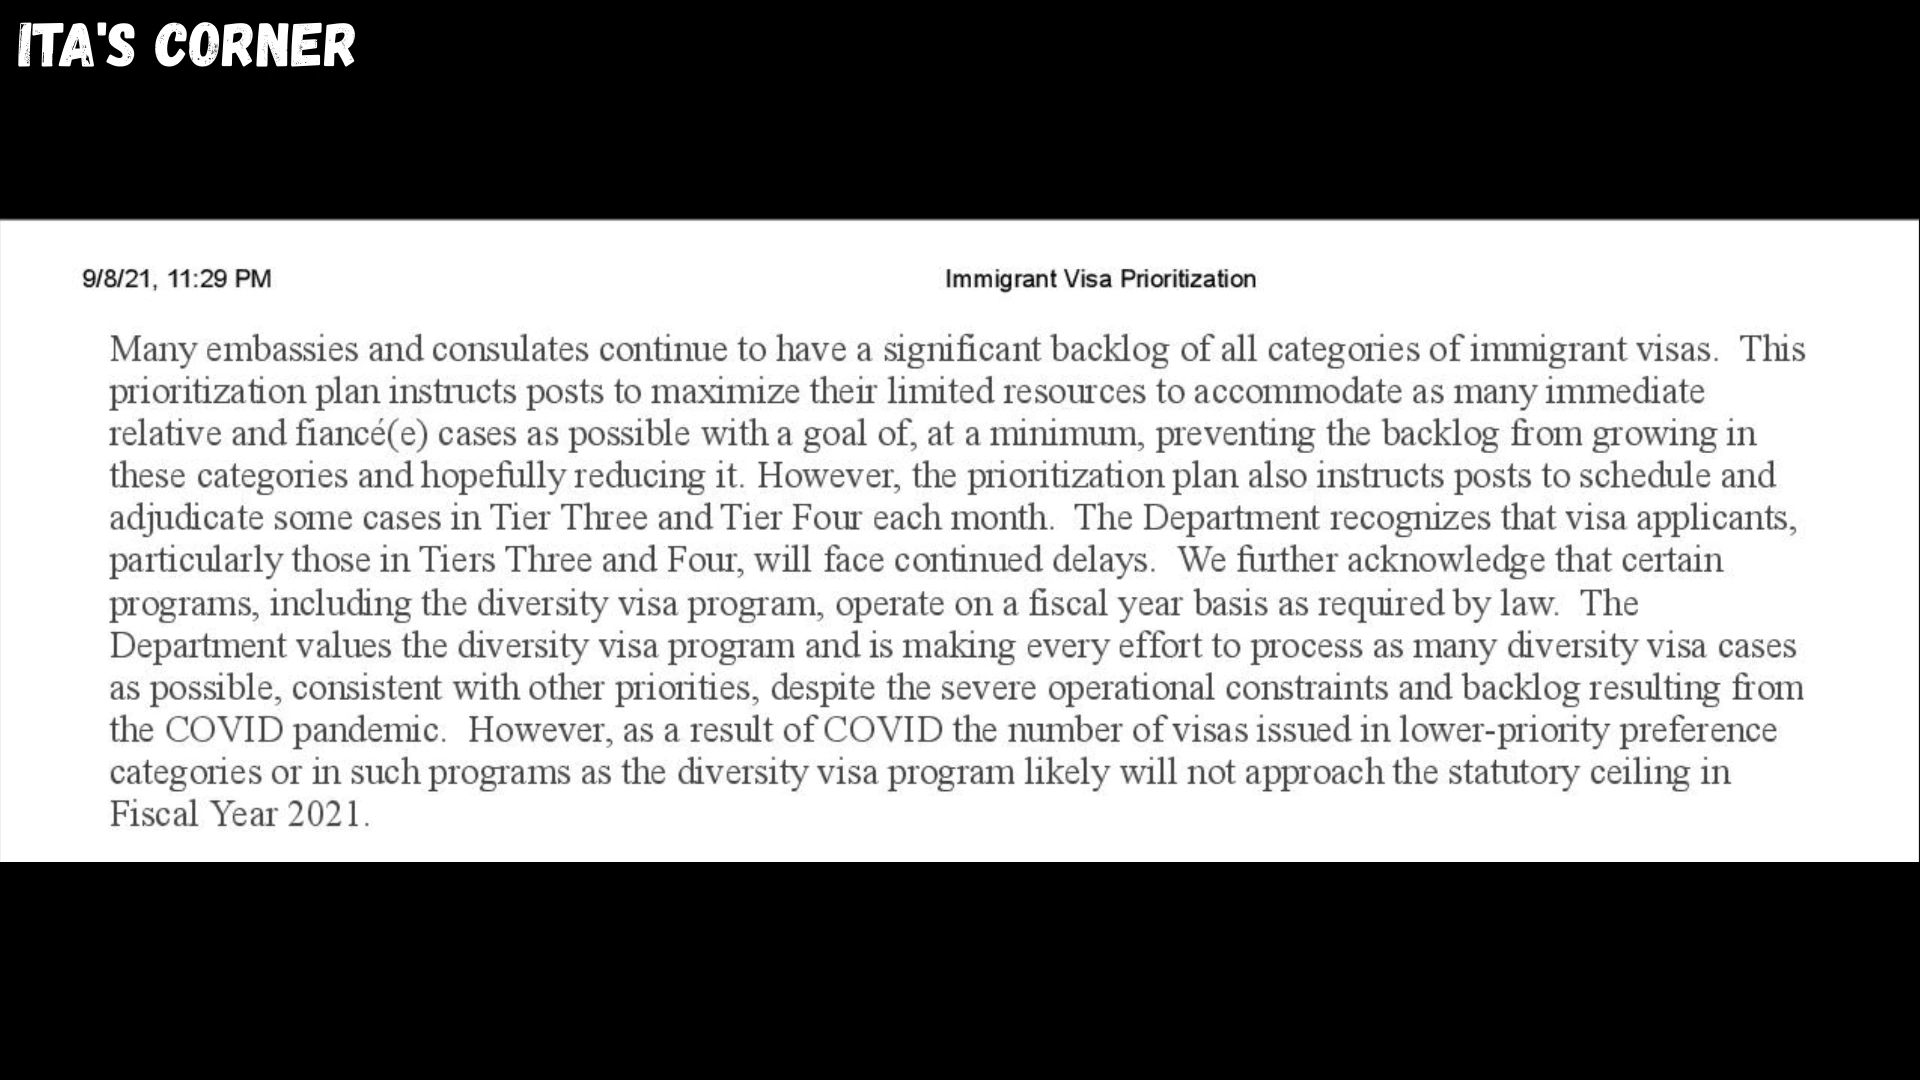 ITA'S CORNER
9/8/21, 11:29 PM Immigrant Visa Prioritization
Many embassies and consulates continue to have a significant backlog of all categories of immigrant visas.  This
prioritization plan instructs posts to maximize their limited resources to accommodate as many immediate
relative and fiancé(e) cases as possible with a goal of, at a minimum, preventing the backlog from growing in
these categories and hopefully reducing it. However, the prioritization plan also instructs posts to schedule and
adjudicate some cases in Tier Three and Tier Four each month.  The Department recognizes that visa applicants,
particularly those in Tiers Three and Four, will face continued delays.  We further acknowledge that certain
programs, including the diversity visa program, operate on a fiscal year basis as required by law.  The
Department values the diversity visa program and is making every effort to process as many diversity visa cases
as possible, consistent with other priorities, despite the severe operational constraints and backlog resulting from
the COVID pandemic.  However, as a result of COVID the number of visas issued in lower-priority preference
categories or in such programs as the diversity visa program likely will not approach the statutory ceiling in
Fiscal Year 2021.